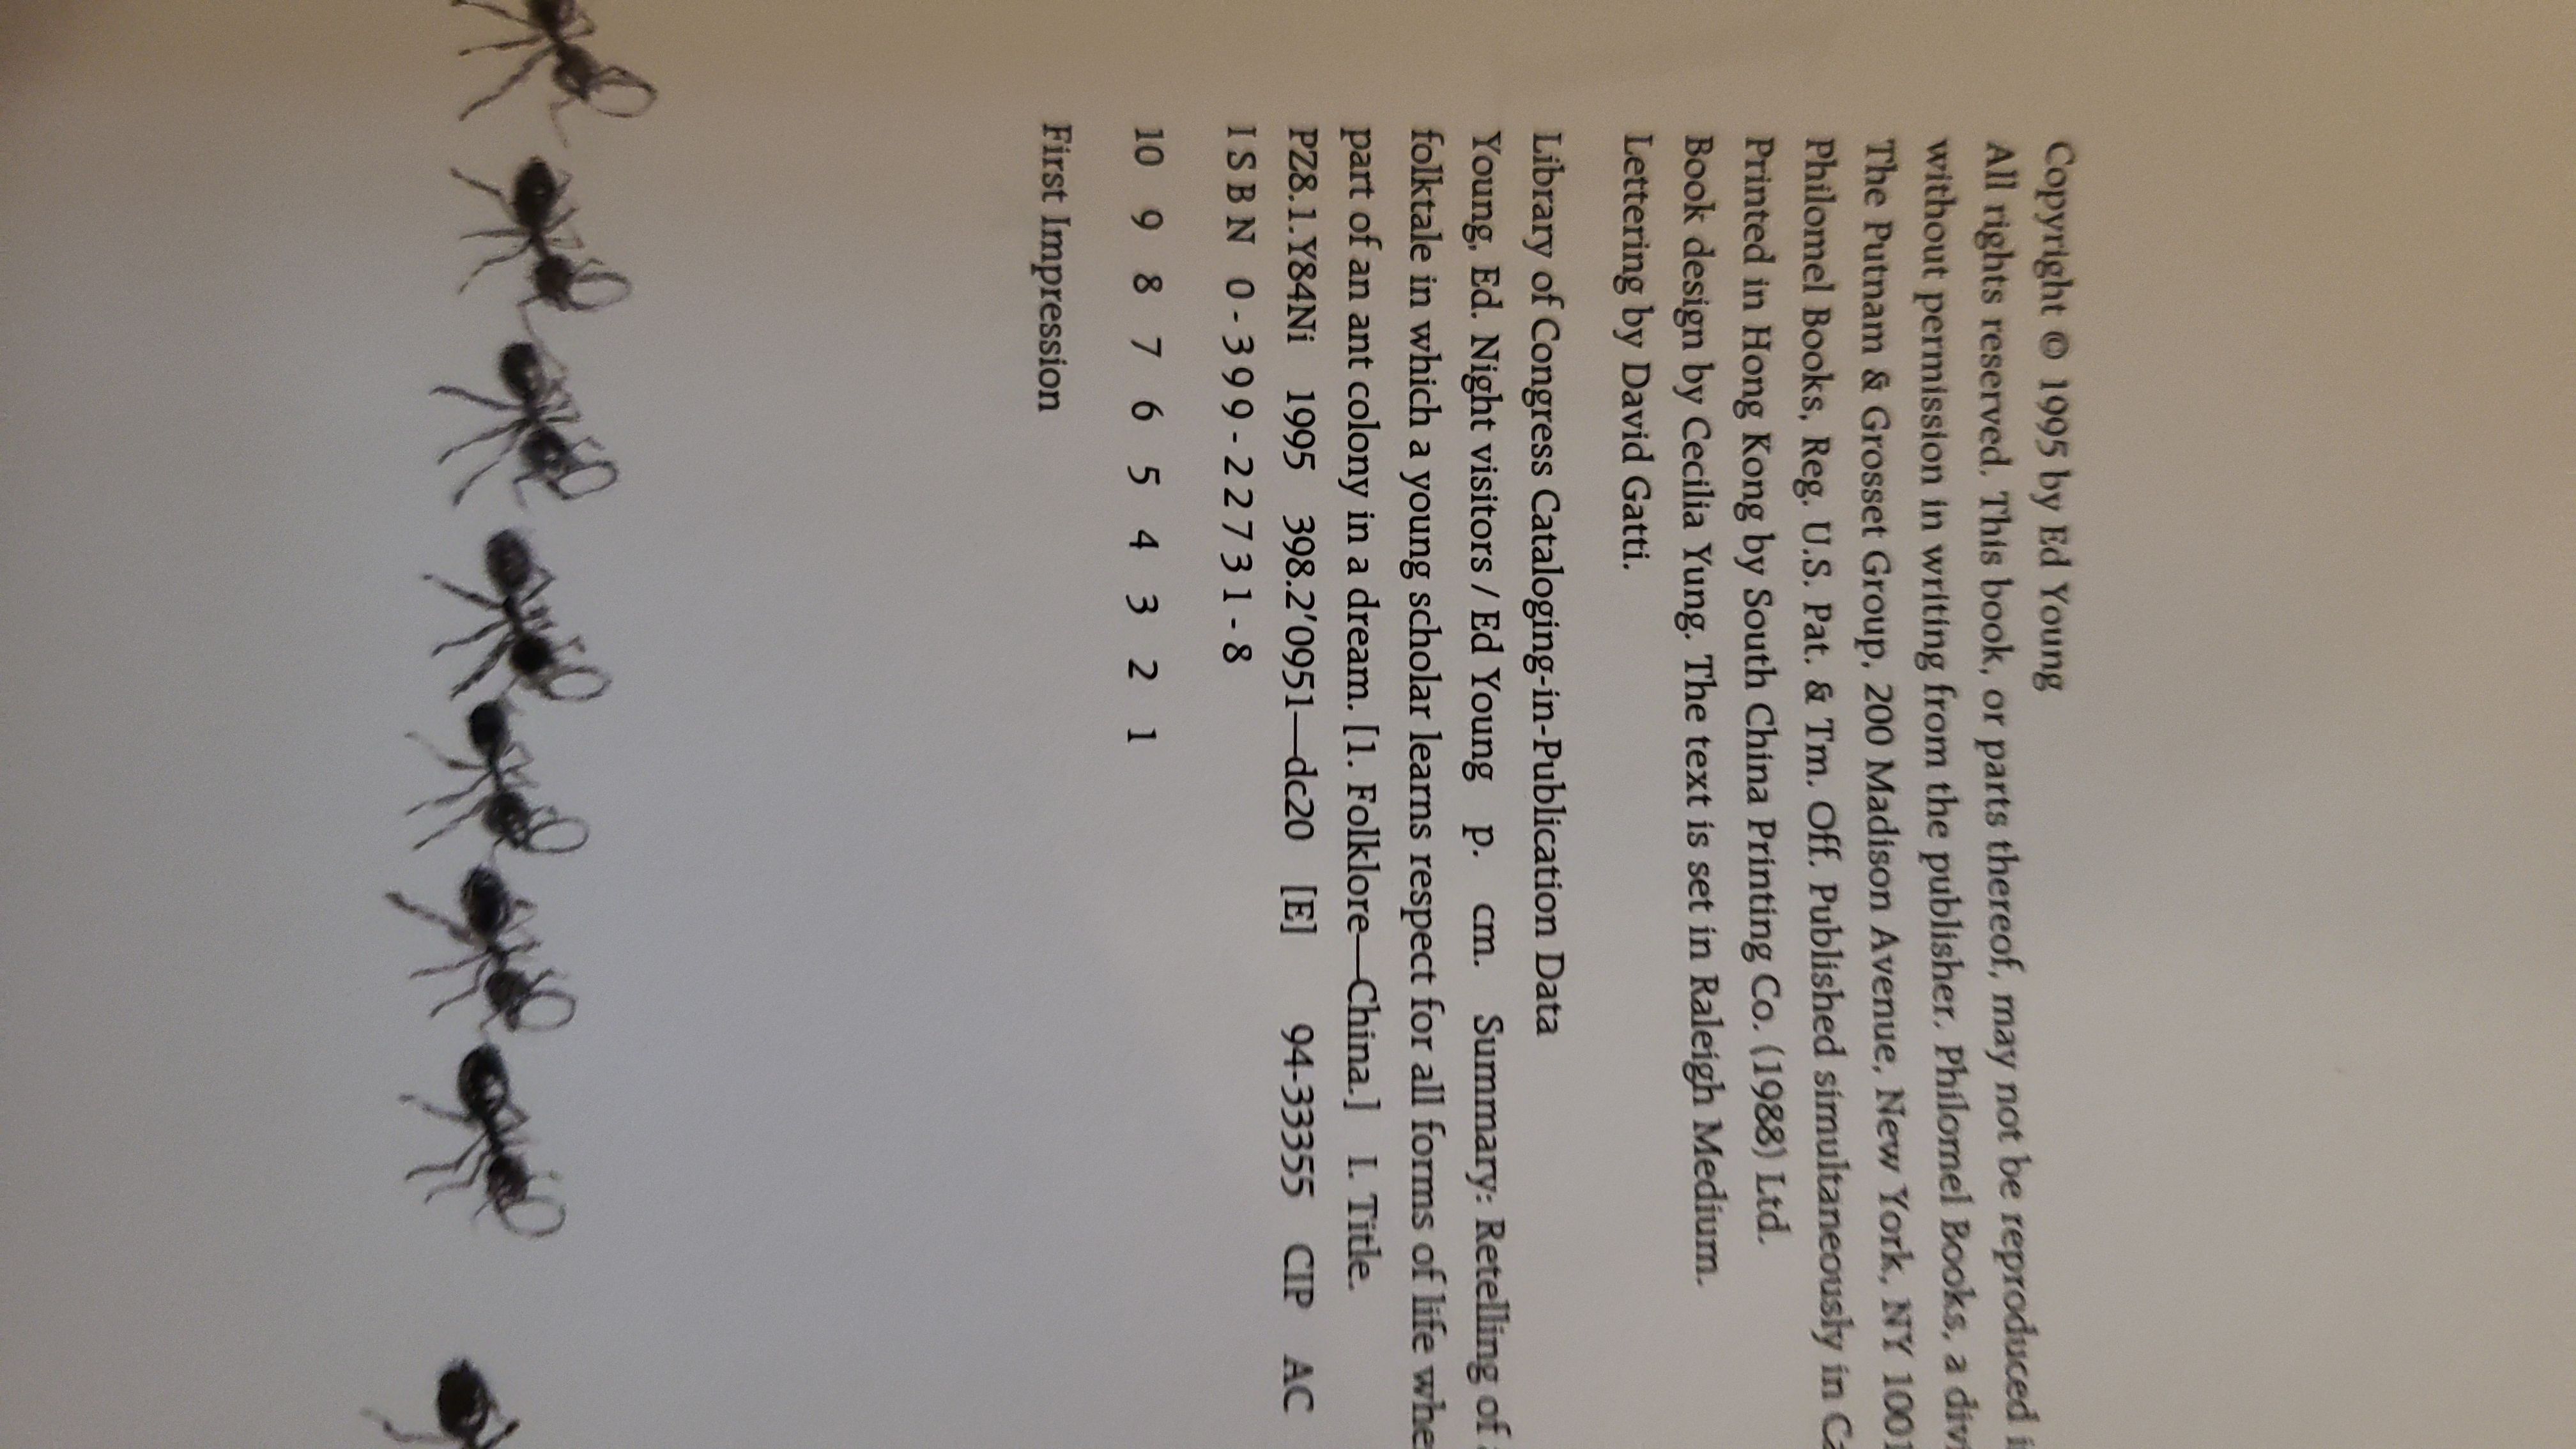 Copyright © 1995 by Ed Young
All rights reserved. This book, or parts thereof, may not be reproduced
without permission in writing from the publisher, Philomel Books, a
The Putnam & Grosset Group, 200 Madison Avenue, New York, NY
Philomel Books, Reg. U.S. Pat. & Tm. Off. Published simultaneously in
Printed in Hong Kong by South China Printing Co. (1988) Ltd.
Book design by Cecilia Yung. The text is set in Raleigh Medium.
Lettering by David Gatti.
Library of Congress Cataloging-in-Publication Data
Young, Ed. Night visitors / Ed Young p. cm. Summary: Retelling of
folktale in which a young scholar learns respect for all forms of life
part of an ant colony in a dream. [1. Folklore—China.] I. Title.
PZ8.1.Y84Ni 1995 398.2'0951—dc20 [E] 94-33355 CIP AC
ISBN 0-399-22731-8
10 9 8 7 6 5 4 3 2 1
First Impression